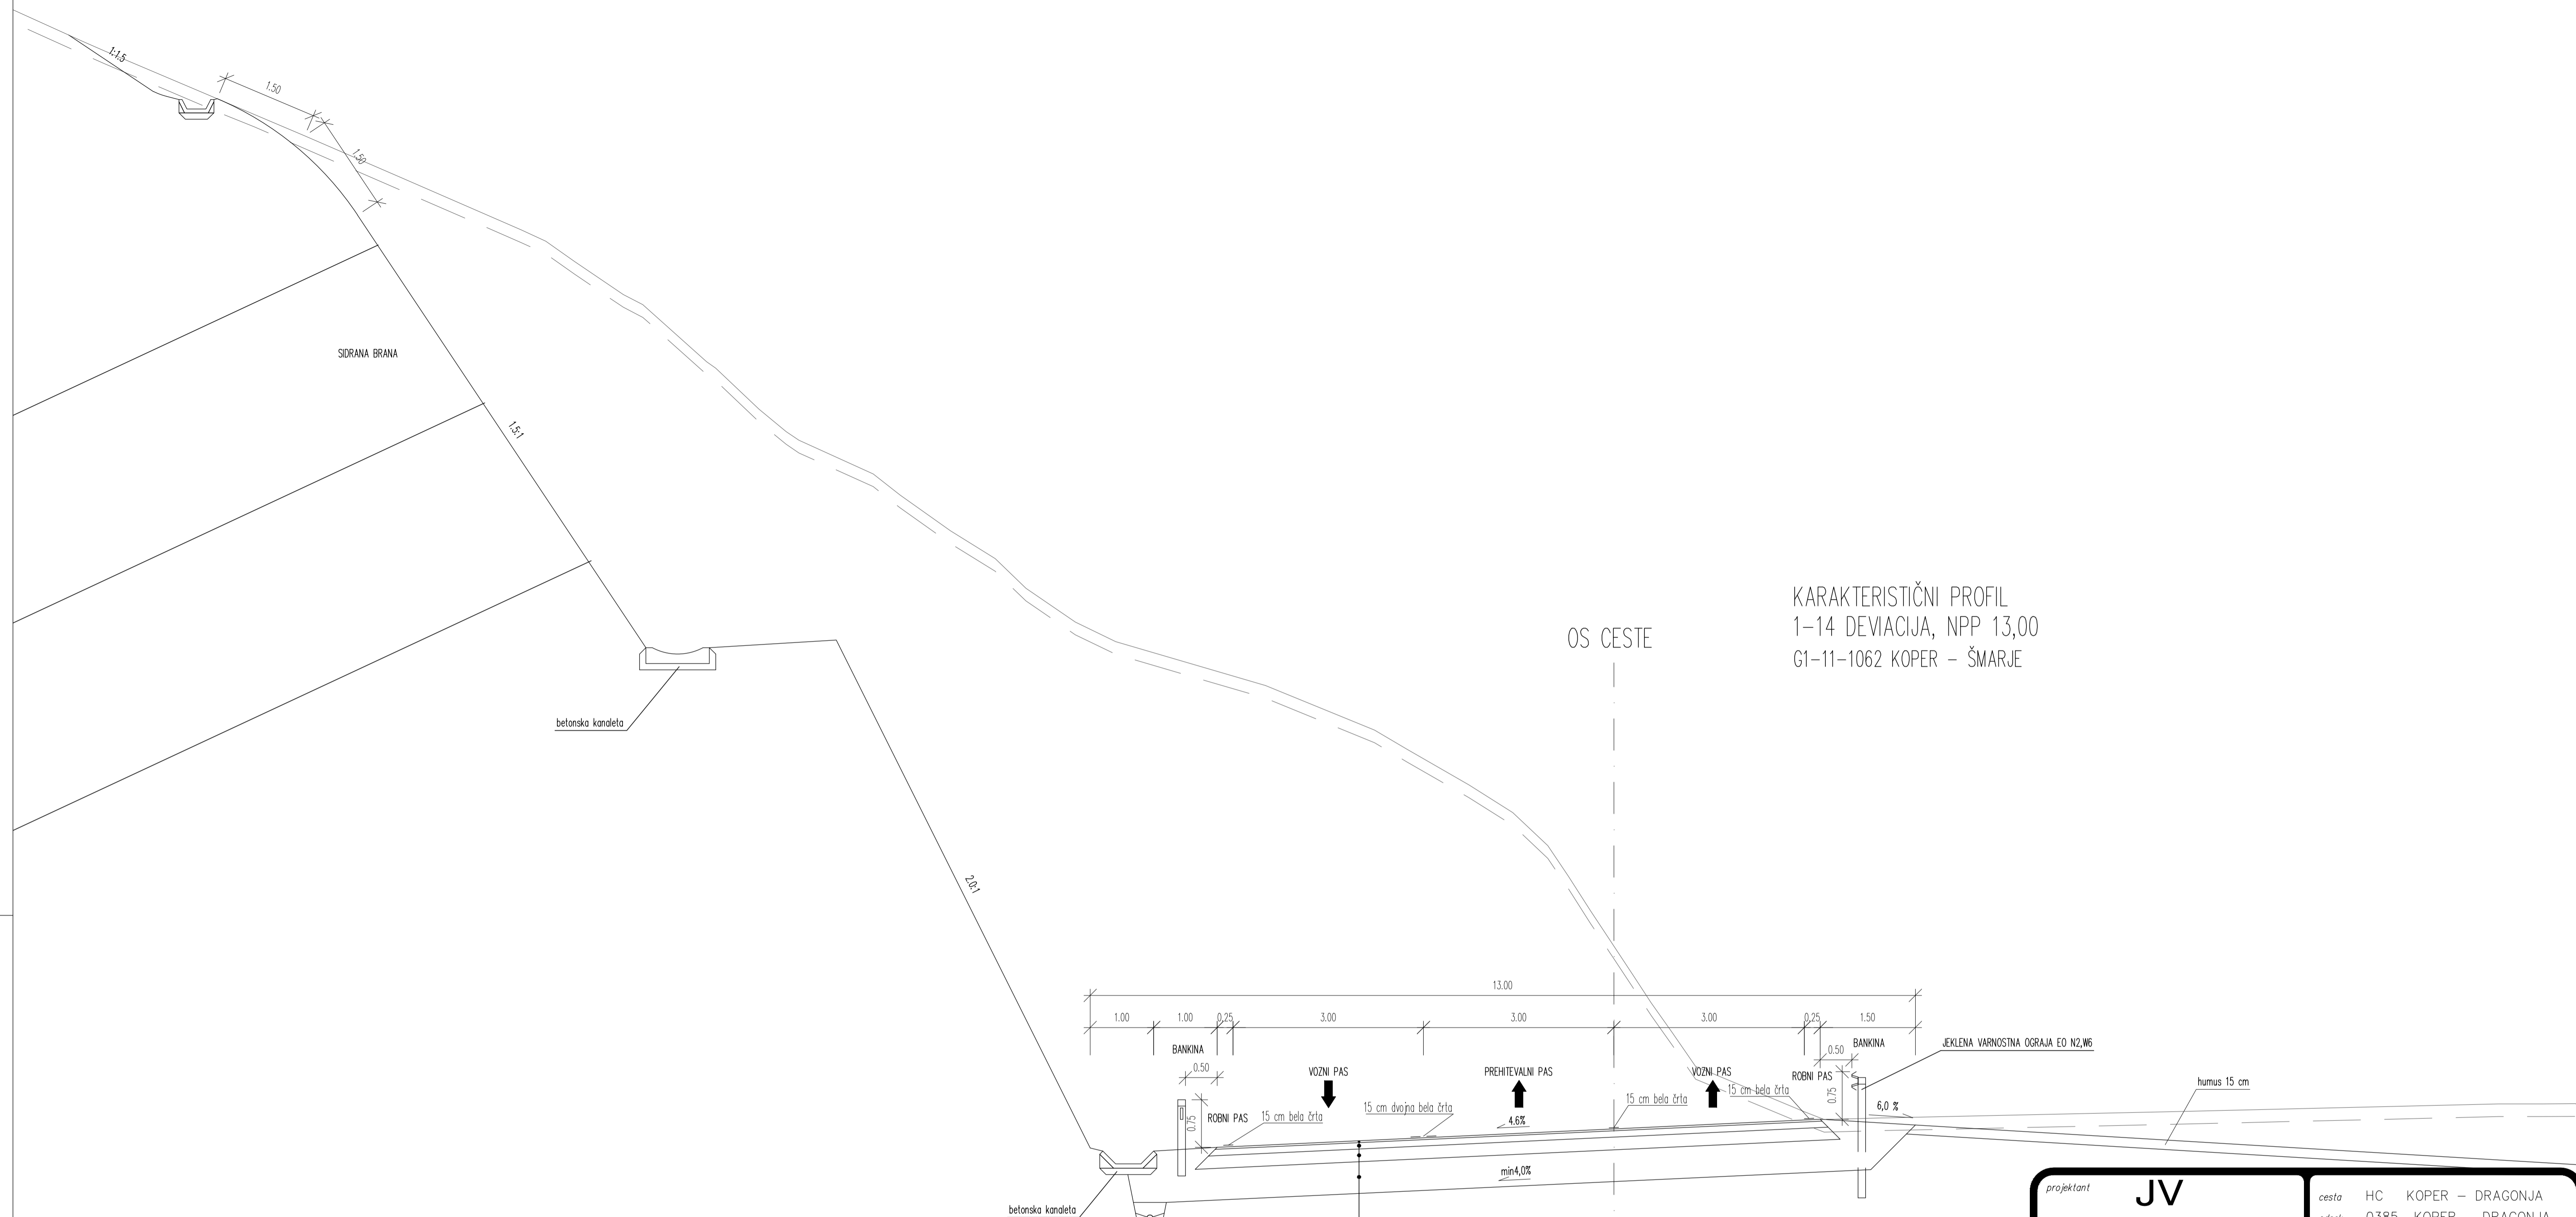 1:1.5
1.50
1.50
SIDRANA BRANA
1.5:1
KARAKTERISTIČNI PROFIL
1-14 DEVIACIJA, NPP 13,00
G1-11-1062 KOPER - ŠMARJE
OS CESTE
betonska kanaleta
2.0:1
13.00
1.00
1.00
0.25
3.00
3.00
3.00
0.25
1.50
BANKINA
0.50
BANKINA
JEKLENA VARNOSTNA OGRAJA EO N2,W6
0.50
VOZNI PAS
PREHITEVALNI PAS
VOZNI PAS
ROBNI PAS
humus 15 cm
0.75
ROBNI PAS
15 cm bela črta
15 cm dvojna bela črta
15 cm bela črta
15 cm bela črta
0.75
4.6%
6,0 %
min4,0%
betonska kanaleta
projektant
JV
cesta HC KOPER - DRAGONJA
0385 KOPER - DRAGONJA